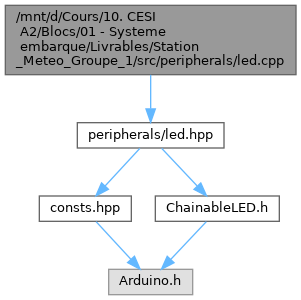 /mnt/d/Cours/10. CESI
A2/Blocs/01 - Systeme
embarque/Livrables/Station
_Meteo_Groupe_1/src/peripherals/led.cpp
peripherals/led.hpp
consts.hpp
ChainableLED.h
Arduino.h